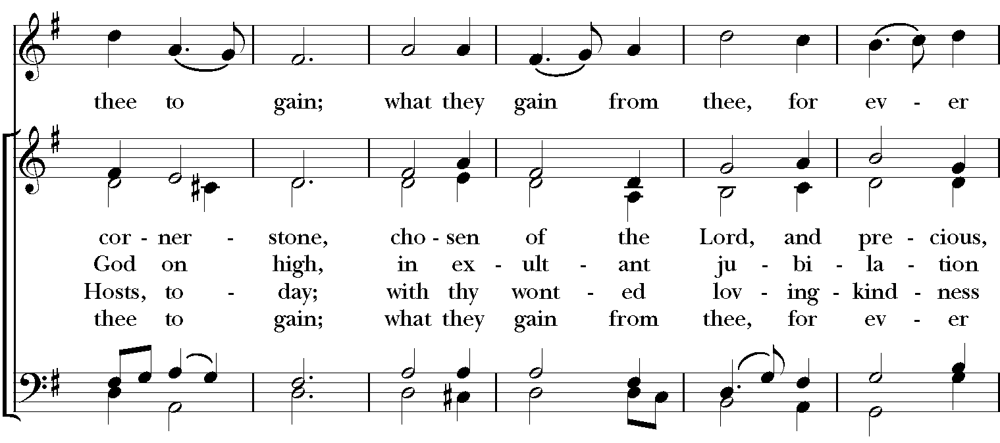 thee to gain; what they gain from thee, for ev - er
cor - ner - stone, cho - sen of the Lord, and pre - cious,
God on high, in ex - ult - ant ju - bi - la - tion
Hosts, to - day; with thy wont - ed lov - ing - kind - ness
thee to gain; what they gain from thee, for ev - er